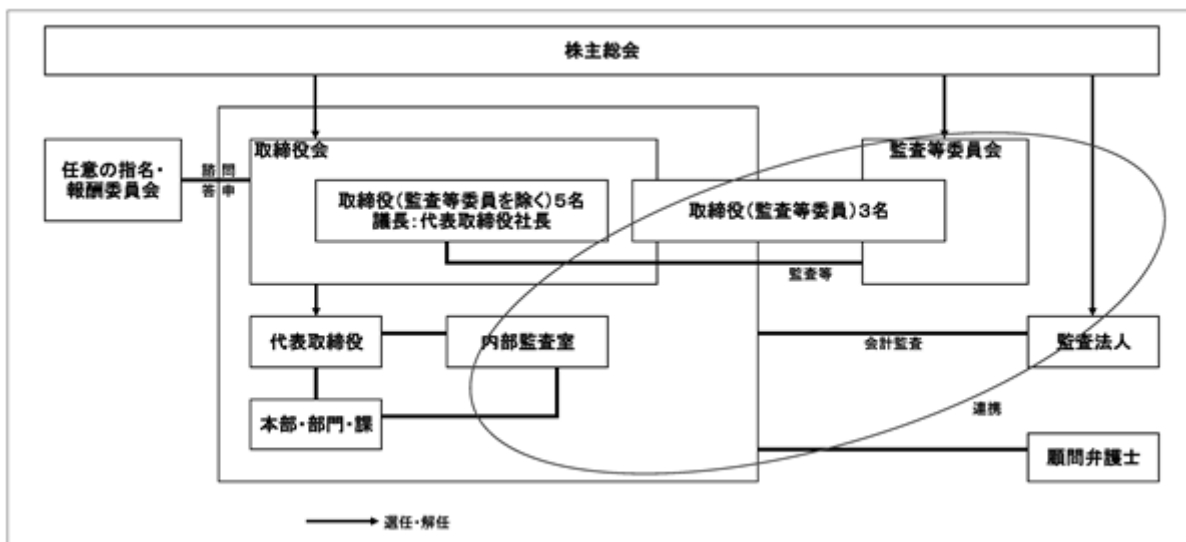 株主総会
取締役会
監査等委員会
任意の指名・
報酬委員会
諮問
答申
取締役(監査等委員を除く)5名
議長:代表取締役社長
取締役(監査等委員)3名
監査等
代表取締役
内部監査室
会計監査
監査法人
本部・部門・課
連携
顧問弁護士
選任・解任